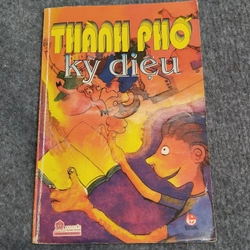 THÀNH PHỐ
kỳ diệu